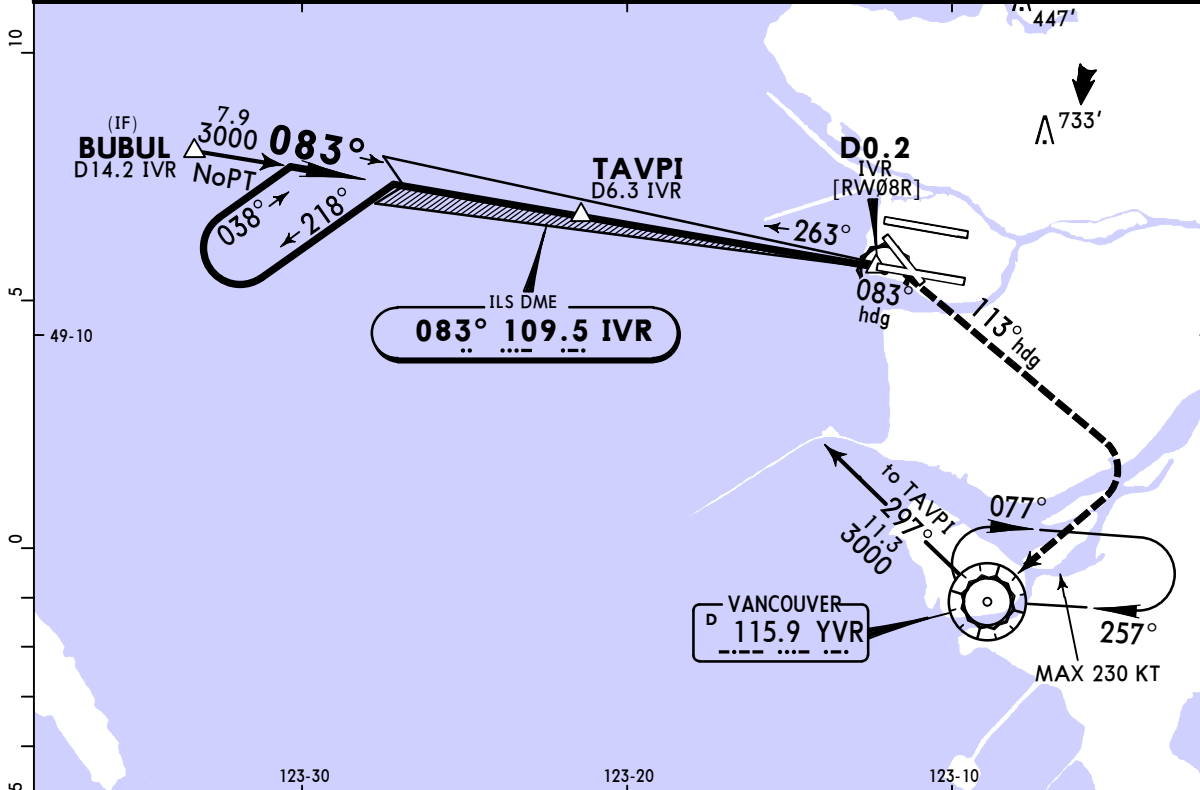 10
447'
733'
(IF)
BUBUL
D14.2 IVR
7.9
3000
NoPT
083°
TAVPI
D6.3 IVR
D0.2
IVR
[RW08R]
038°
218°
263°
083°
hdg
113° hdg
ILS DME
083° 109.5 IVR
5
49-10
to TAVPI
297°
11.3
3000
077°
0
VANCOUVER
D 115.9 YVR
257°
MAX 230 KT
5
123-30
123-20
123-10